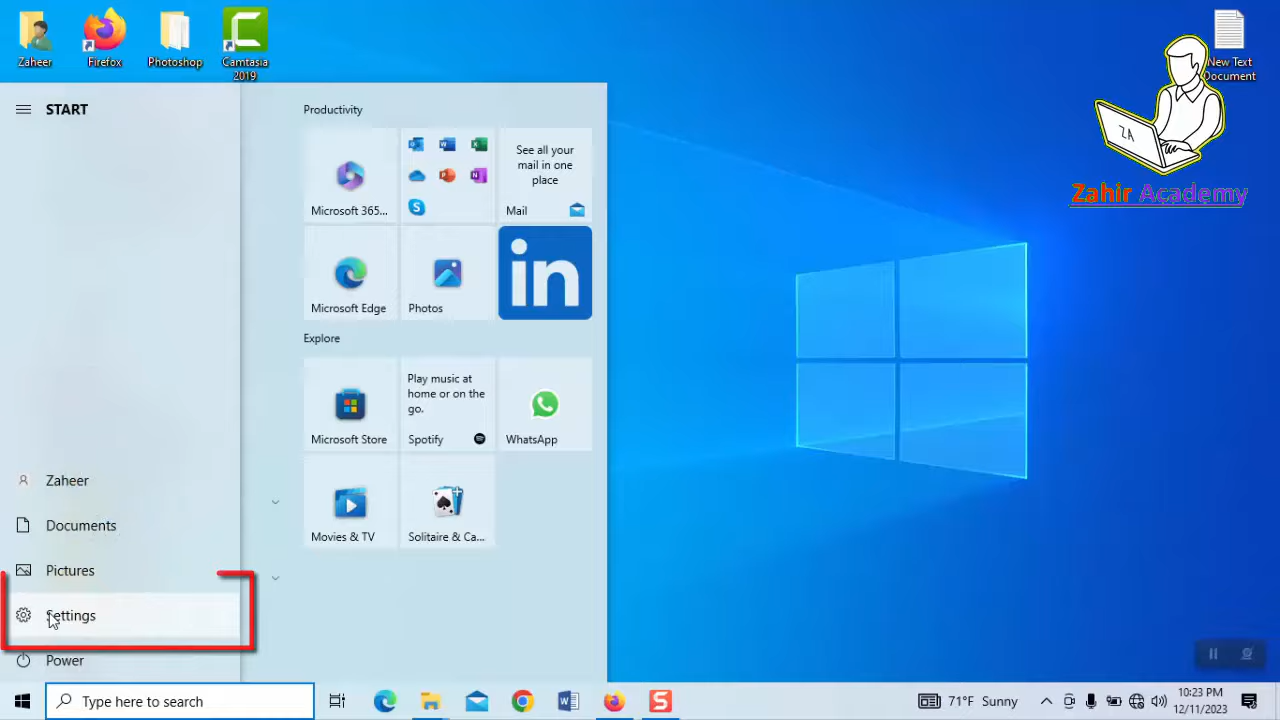 Zaheer
Firefox
Photoshop
Camtasia
2019
New Text
Document
ZA
Zahir Academy
START
Productivity
Microsoft 365...
See all your
mail in one
place
Mail
Microsoft Edge
Photos
in
Explore
Microsoft Store
Play music at
home or on the
go.
Spotify
WhatsApp
Movies & TV
Solitaire & Ca...
Zaheer
Documents
Pictures
Settings
Power
Type here to search
71°F Sunny
10:23 PM
12/11/2023